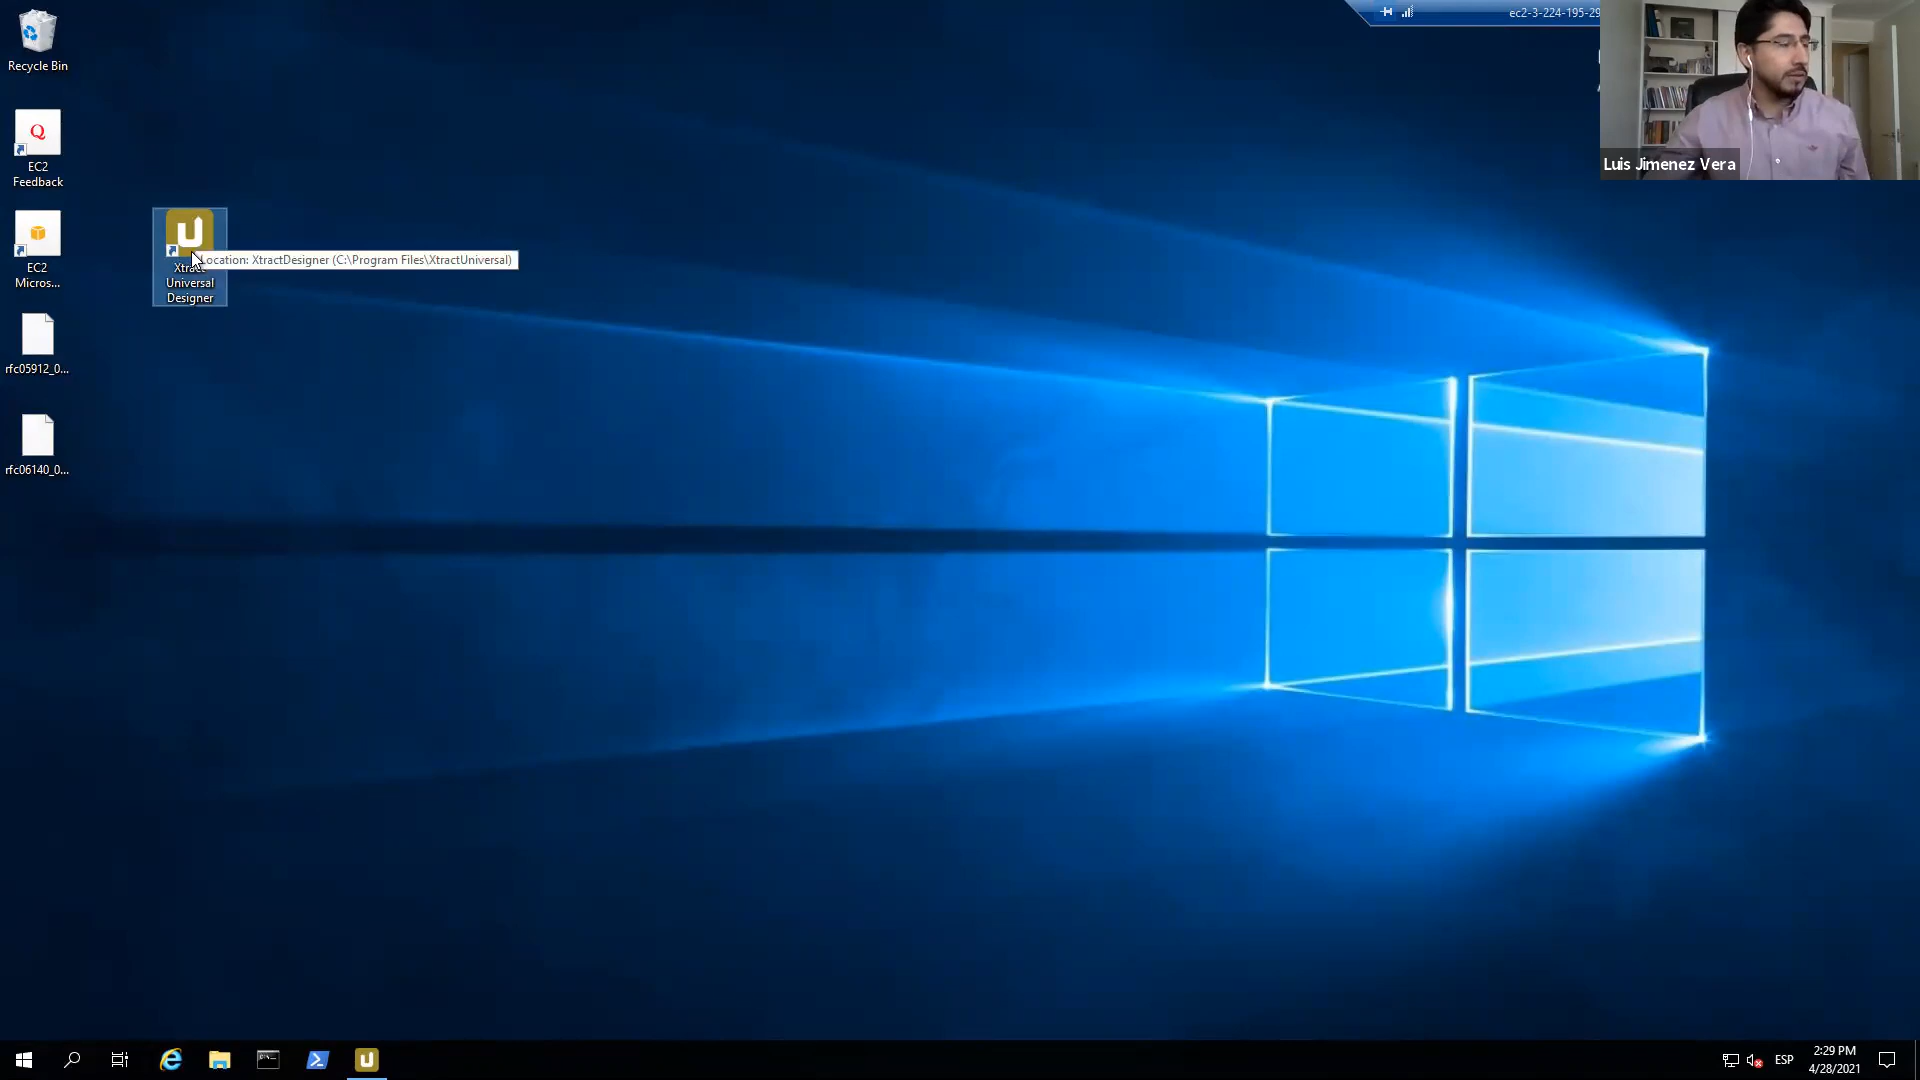 Recycle Bin
EC2
Feedback
EC2
Micros...
rfc05912_0...
rfc06140_0...
Xtract
Universal
Designer
Location: XtractDesigner (C:\Program Files\XtractUniversal)
ec2-3-224-195-29
Luis Jimenez Vera
ESP
2:29 PM
4/28/2021